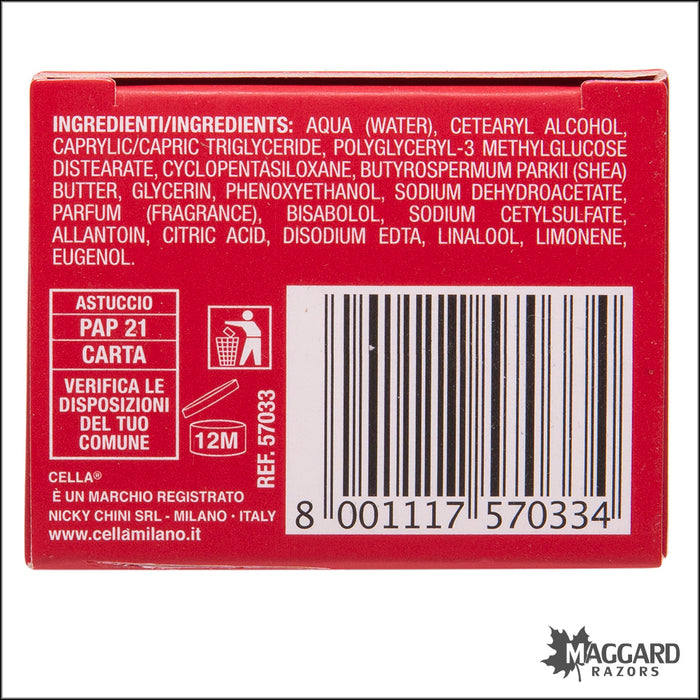 INGREDIENTI/INGREDIENTS: AQUA (WATER), CETEARYL ALCOHOL,
CAPRYLIC/CAPRIC TRIGLYCERIDE, POLYGLYCERYL-3 METHYLGLUCOSE
DISTEARATE, CYCLOPENTASILOXANE, BUTYROSPERMUM PARKII (SHEA)
BUTTER, GLYCERIN, PHENOXYETHANOL, SODIUM DEHYDROACETATE,
PARFUM (FRAGRANCE), BISABOLOL, SODIUM CETYLSULFATE,
ALLANTOIN, CITRIC ACID, DISODIUM EDTA, LINALOOL, LIMONENE,
EUGENOL.
ASTUCCIO
PAP 21
CARTA
VERIFICA LE
DISPOSIZIONI
DEL TUO
COMUNE
12M
REF. 57033
CELLA®
È UN MARCHIO REGISTRATO
NICKY CHINI SRL - MILANO • ITALY
www.cellamilano.it
8 001117 570334
MAGGARD
RAZORS